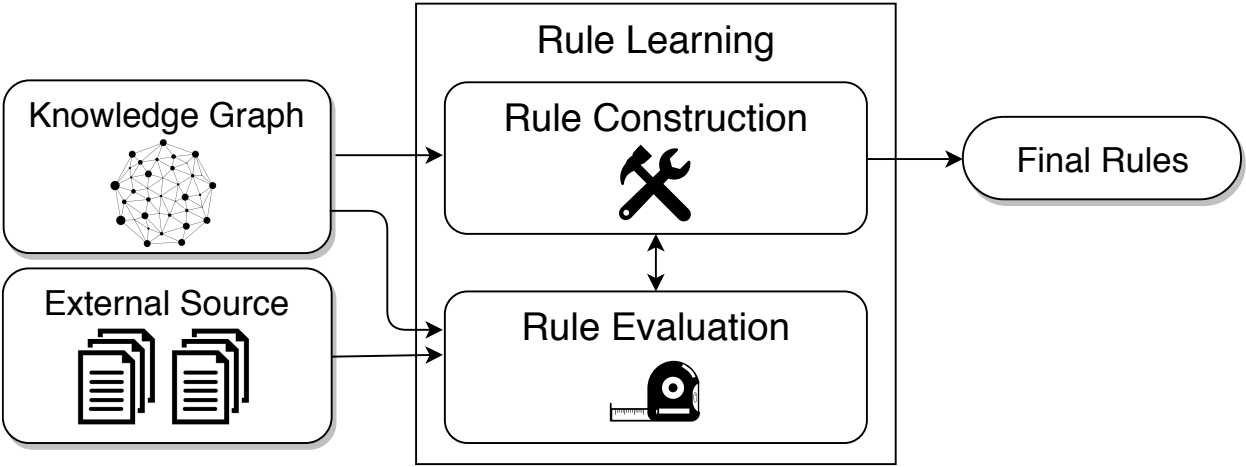 Rule Learning
Knowledge Graph
Rule Construction
Final Rules
External Source
Rule Evaluation